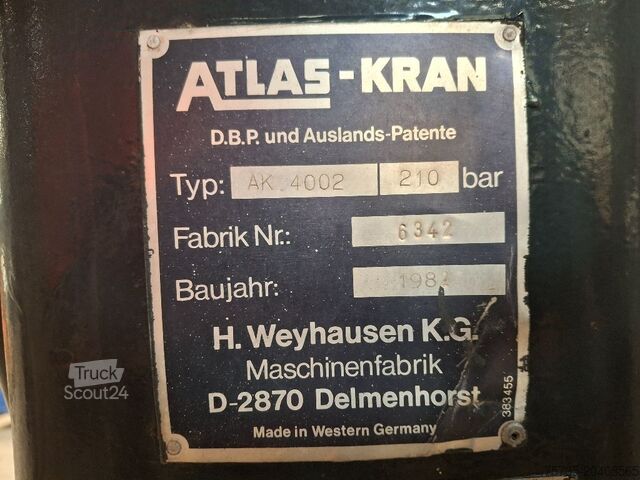 ATLAS-KRAN
D.B.P. und Auslands-Patente
Typ: AK 4002 210 bar
Fabrik Nr.: 6342
Baujahr:
H. Weyhausen K.G.
Maschinenfabrik
D-2870 Delmenhorst
Made in Western Germany
383455
Truck
Scout24